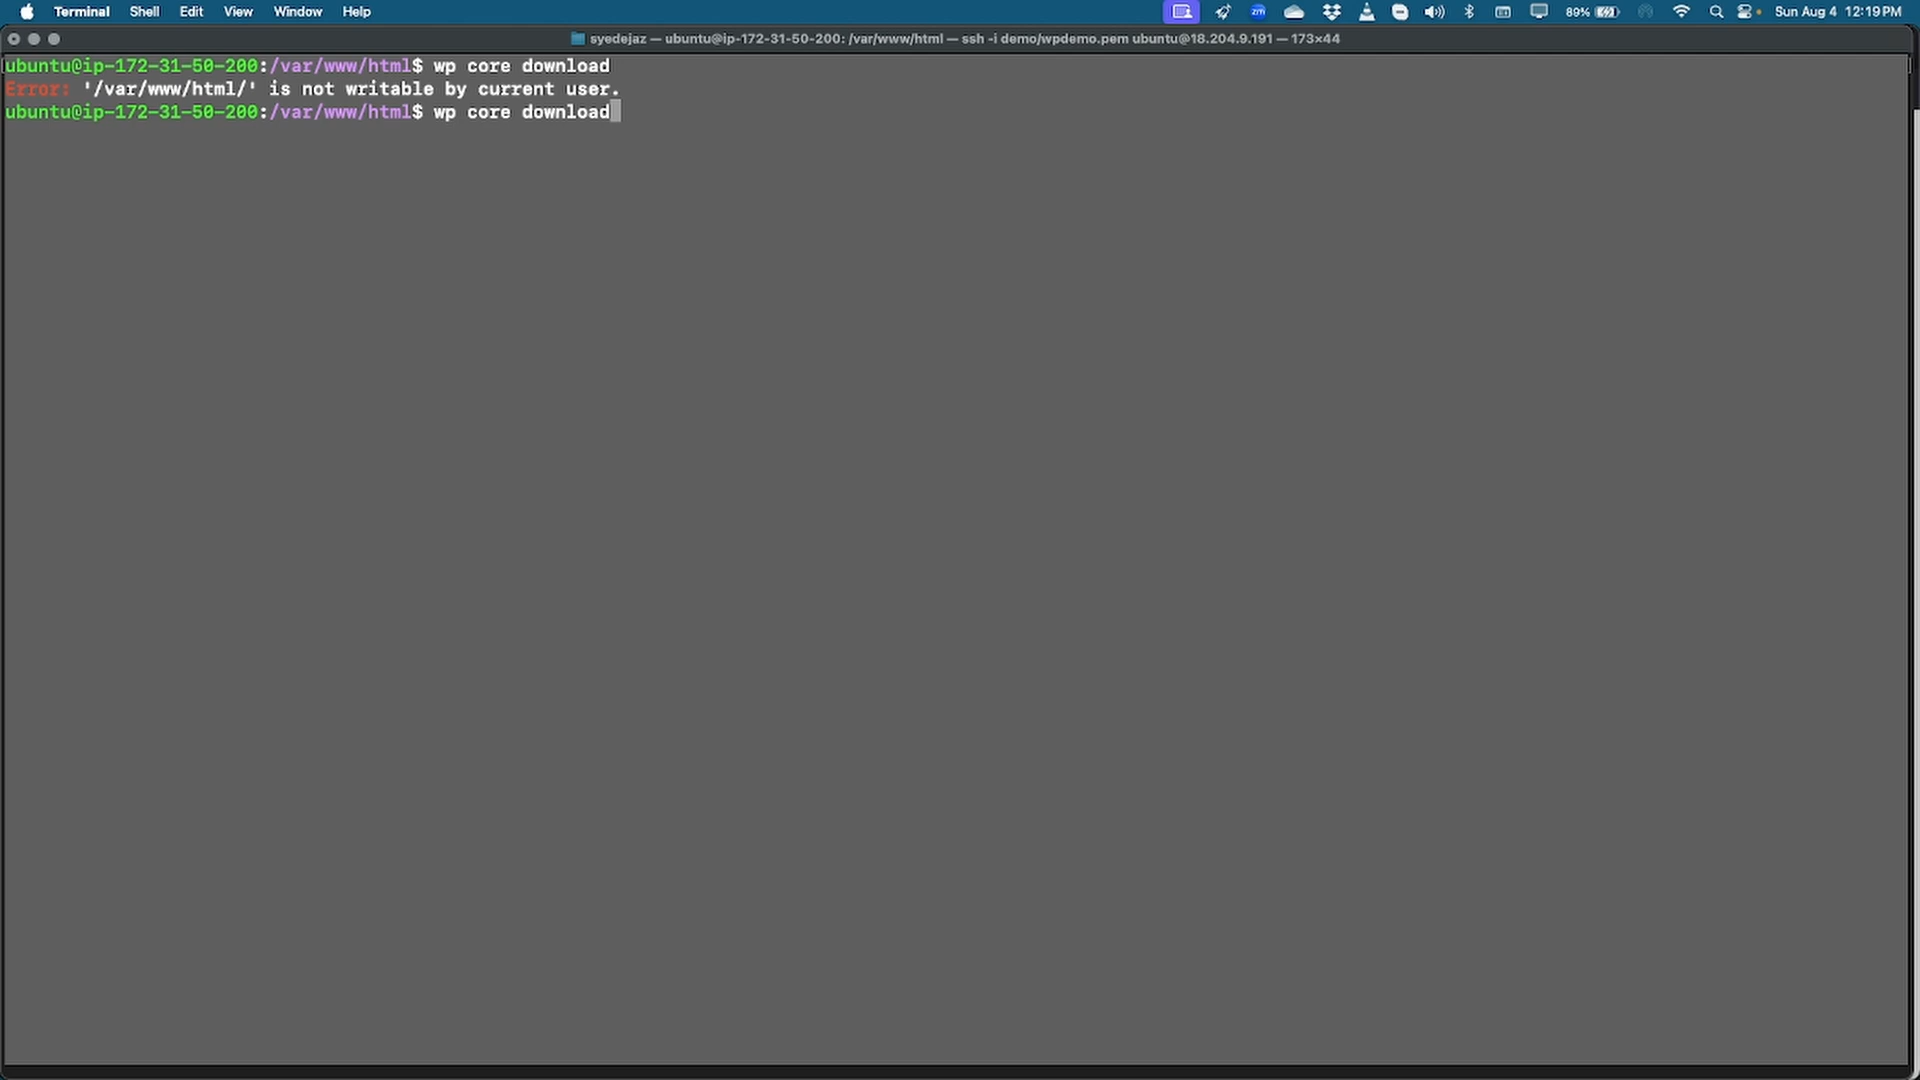 Terminal Shell Edit View Window Help zm 89% Sun Aug 4 12:19 PM
syedejaz — ubuntu@ip-172-31-50-200: /var/www/html — ssh -i demo/wpdemo.pem ubuntu@18.204.9.191 — 173×44
ubuntu@ip-172-31-50-200:/var/www/html$ wp core download
Error: '/var/www/html/' is not writable by current user.
ubuntu@ip-172-31-50-200:/var/www/html$ wp core download